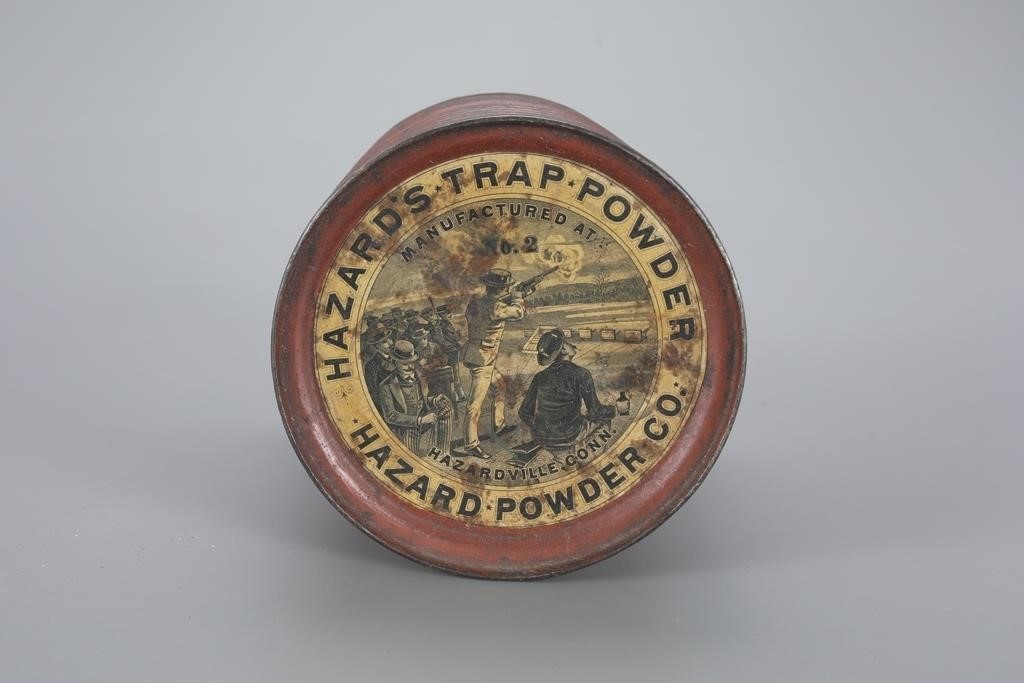 HAZARD'S·TRAP·POWDER
MANUFACTURED AT
No. 2
HAZARDVILLE, CONN.
HAZARD·POWDER·CO.